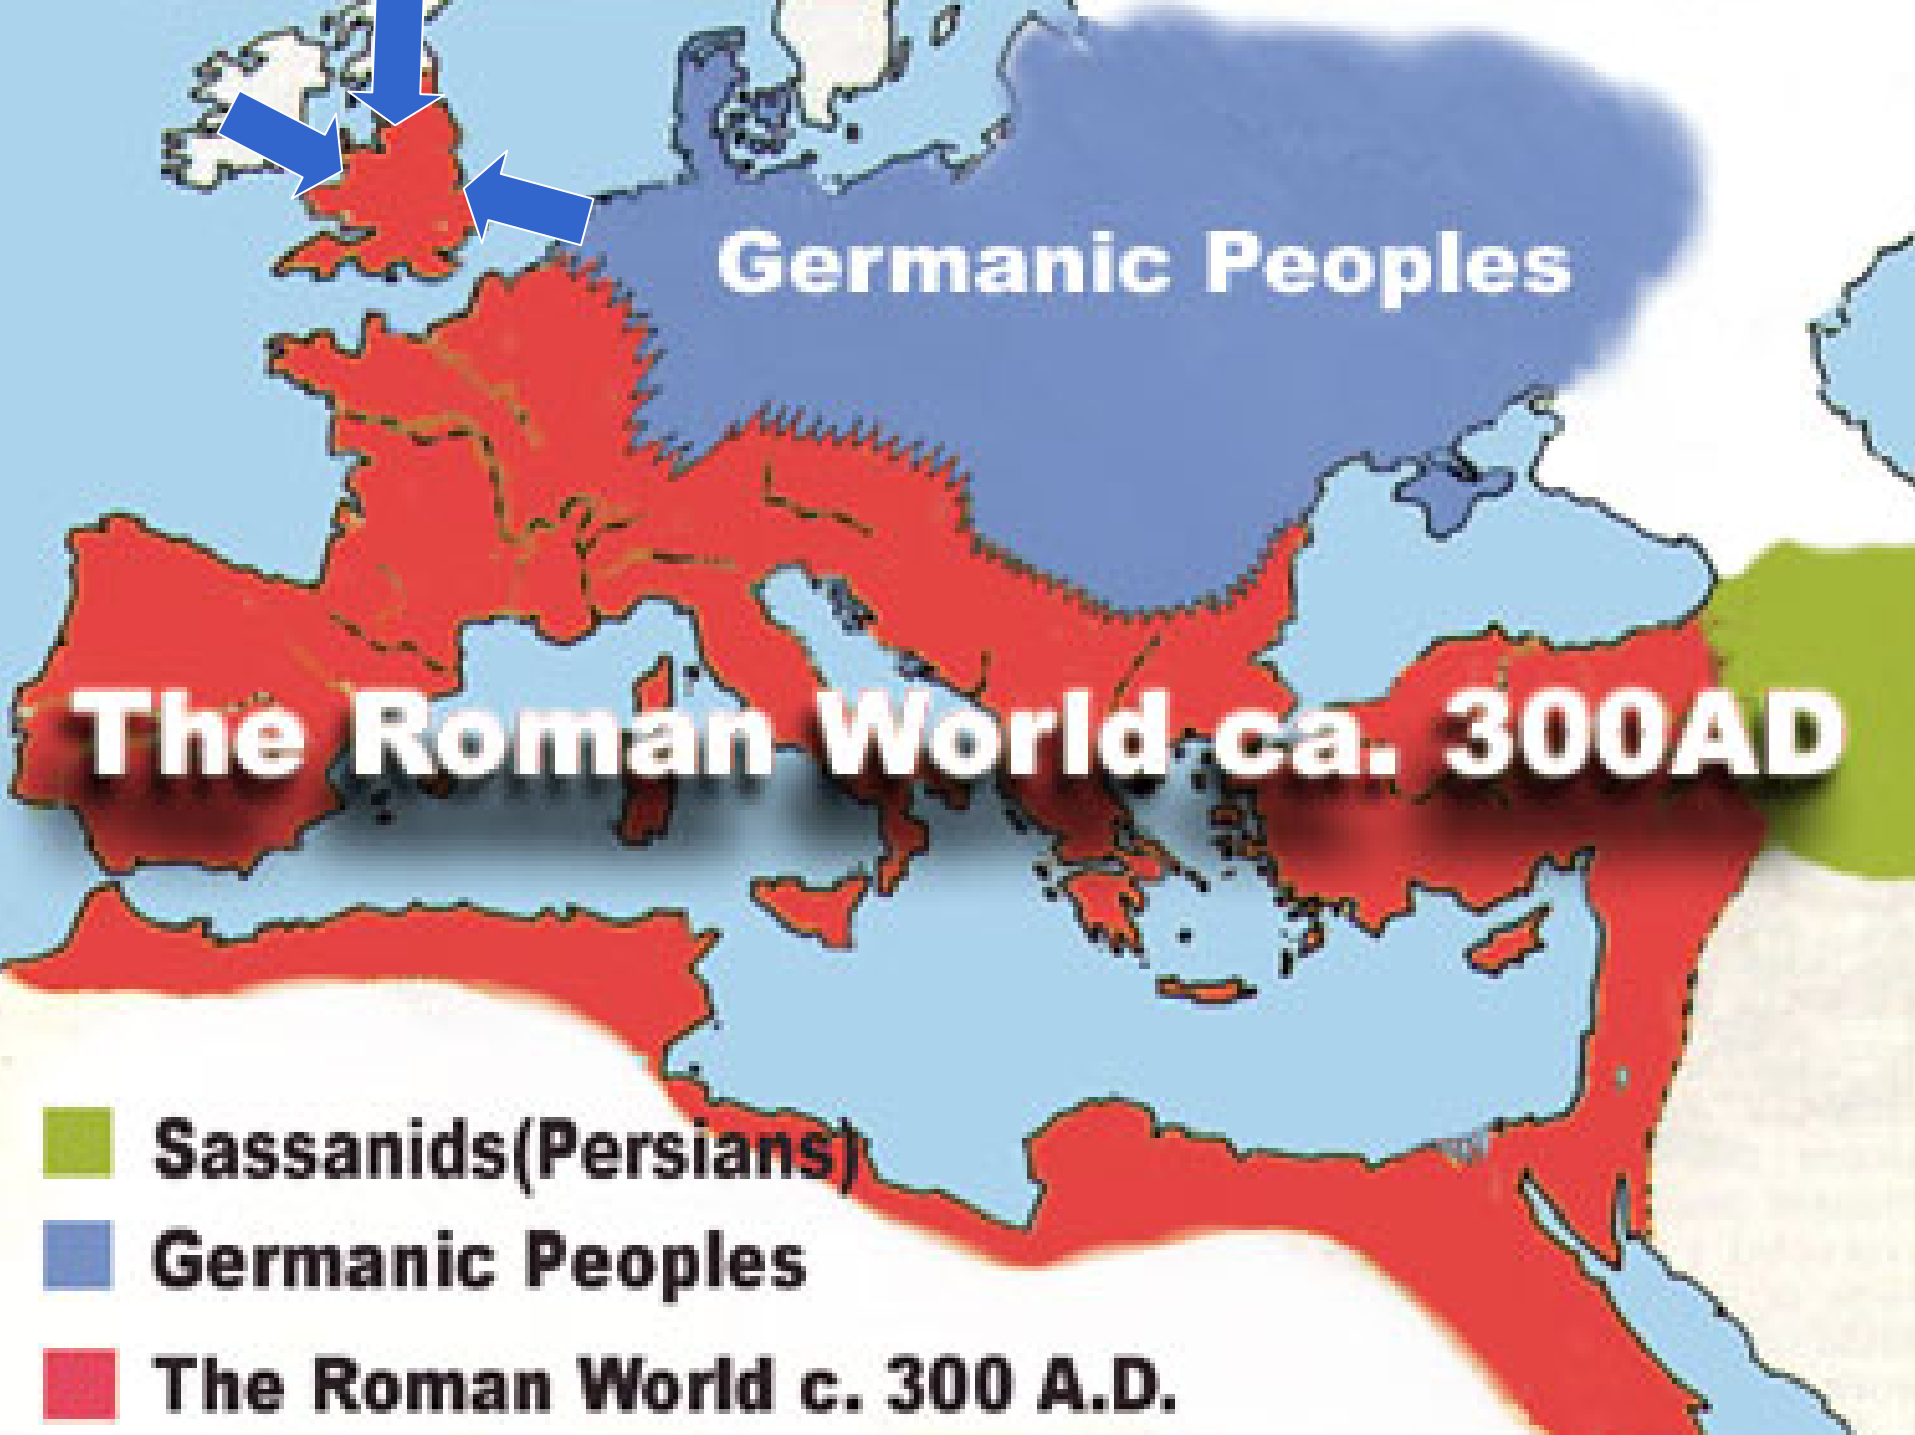 Germanic Peoples
The Roman World ca. 300AD
Sassanids(Persians)
Germanic Peoples
The Roman World c. 300 A.D.